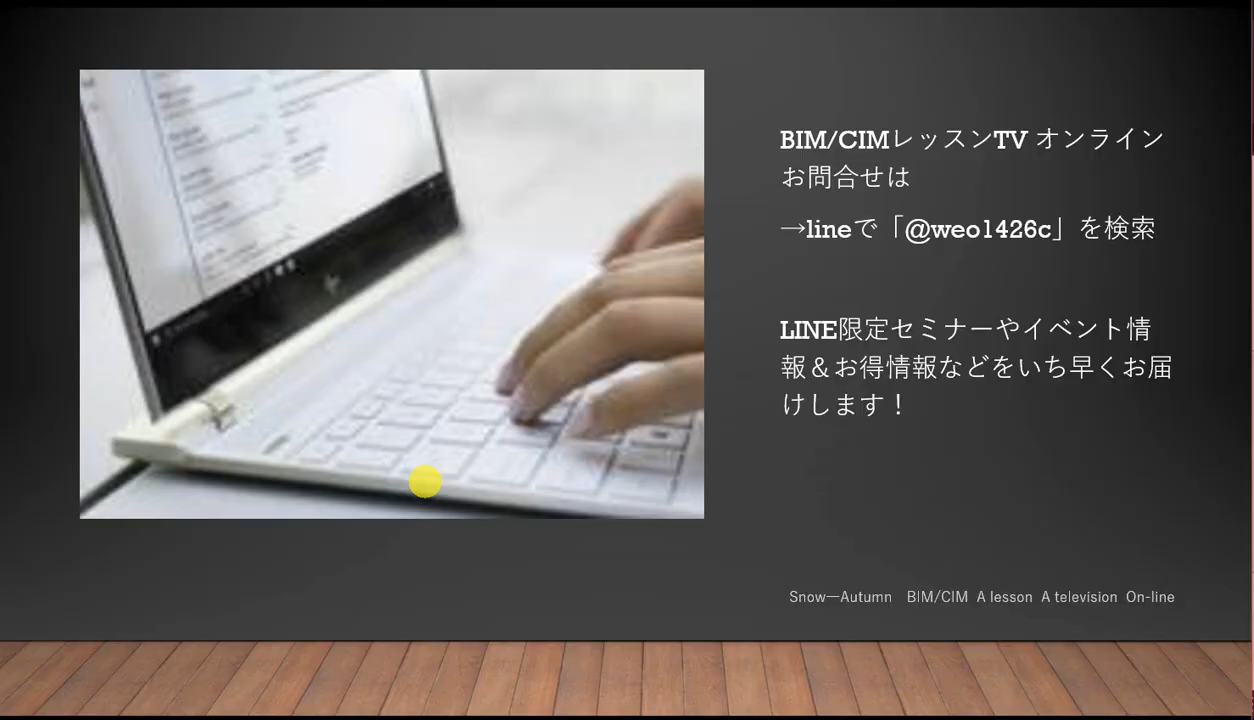 BIM/CIMレッスンTV オンライン
お問合せは
→lineで「@weo1426c」を検索
LINE限定セミナーやイベント情
報＆お得情報などをいち早くお届
けします！
Snow—Autumn BIM/CIM A lesson A television On-line